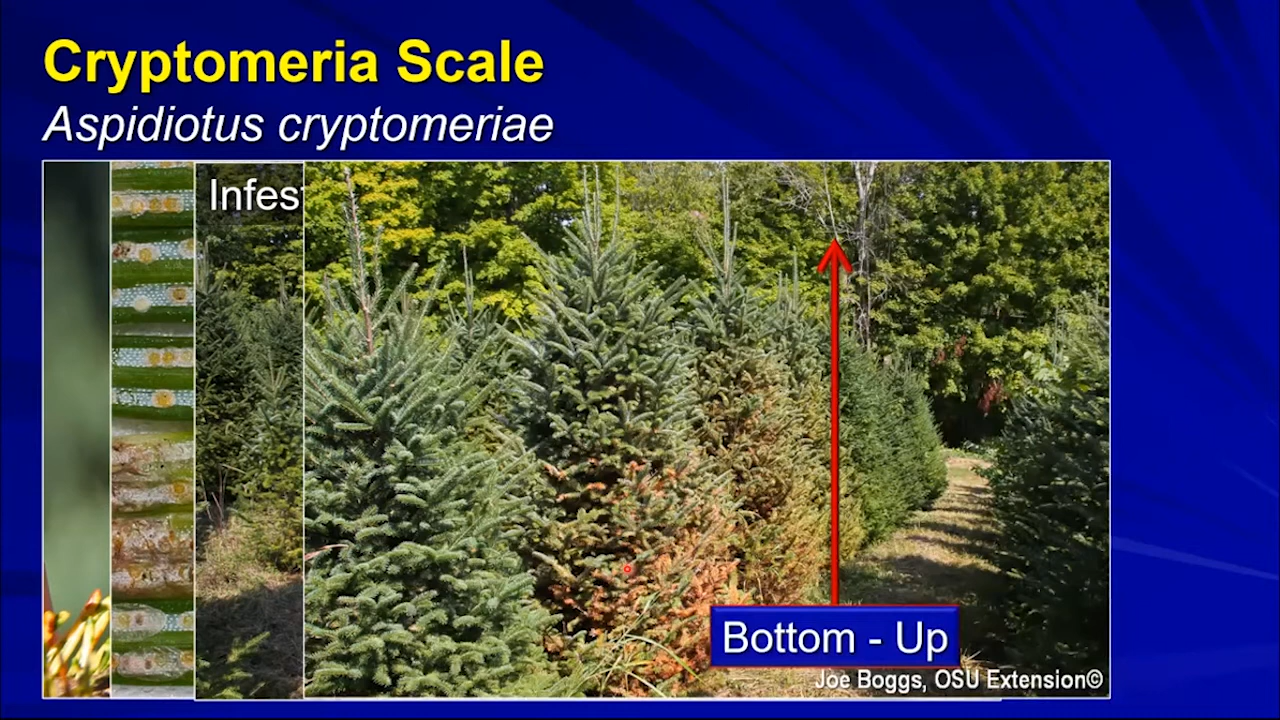 Cryptomeria Scale
Aspidiotus cryptomeriae
Infes
Bottom - Up
Joe Boggs, OSU Extension©